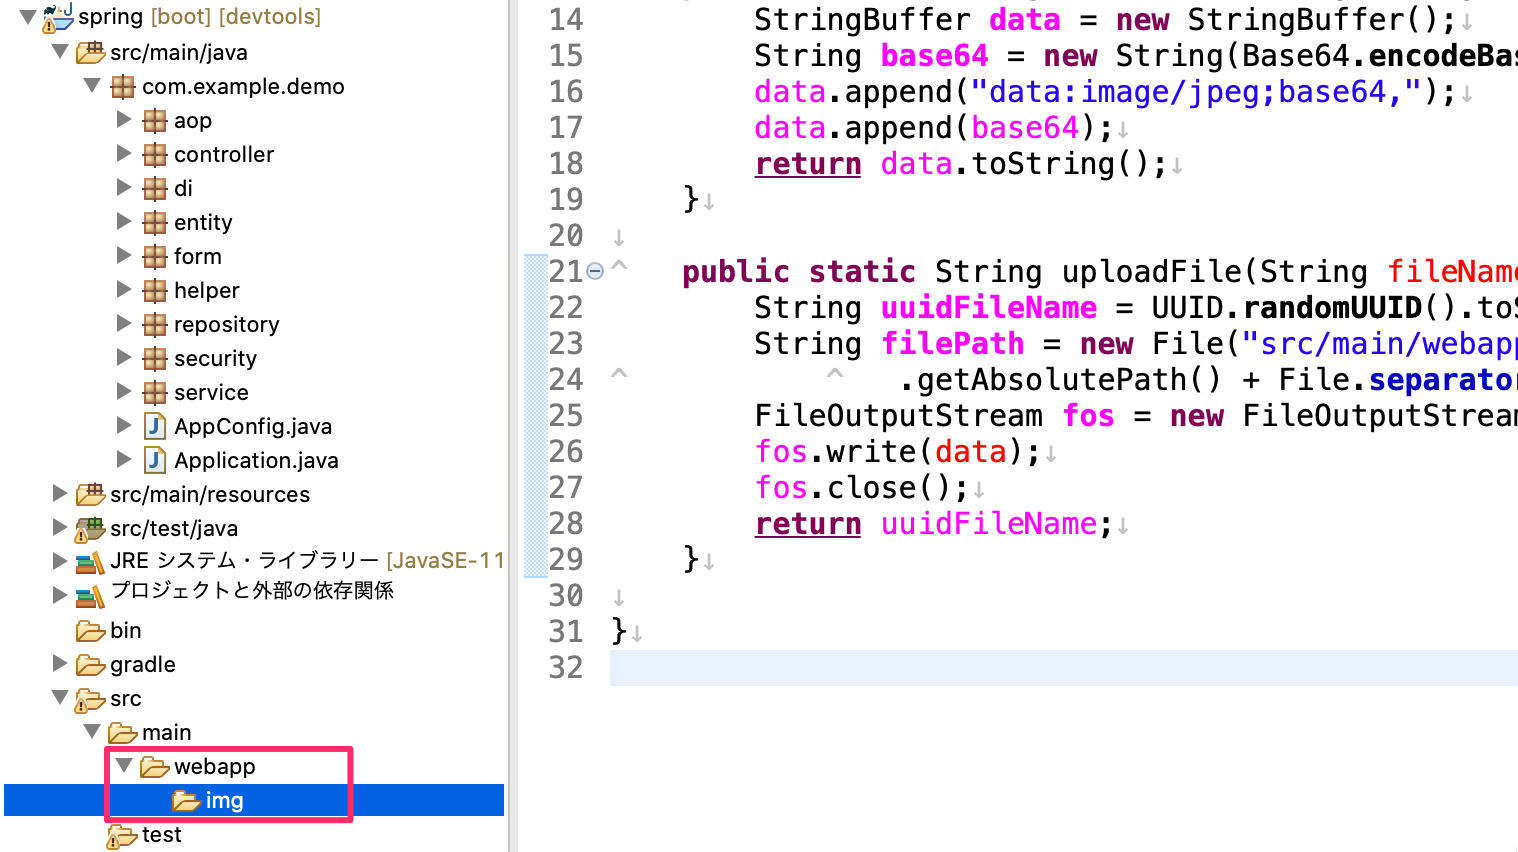 spring [boot] [devtools]
src/main/java
com.example.demo
aop
controller
di
entity
form
helper
repository
security
service
AppConfig.java
Application.java
src/main/resources
src/test/java
JRE システム・ライブラリー [JavaSE-11
プロジェクトと外部の依存関係
bin
gradle
src
main
webapp
img
test
14 StringBuffer data = new StringBuffer();↓
15 String base64 = new String(Base64.encodeBas
16 data.append("data:image/jpeg;base64,");↓
17 data.append(base64);↓
18 return data.toString();↓
19 }↓
20 ↓
21 public static String uploadFile(String fileName
22 String uuidFileName = UUID.randomUUID().toS
23 String filePath = new File("src/main/webapp
24 .getAbsolutePath() + File.separator
25 FileOutputStream fos = new FileOutputStream
26 fos.write(data);↓
27 fos.close();↓
28 return uuidFileName;↓
29 }↓
30 ↓
31 }↓
32